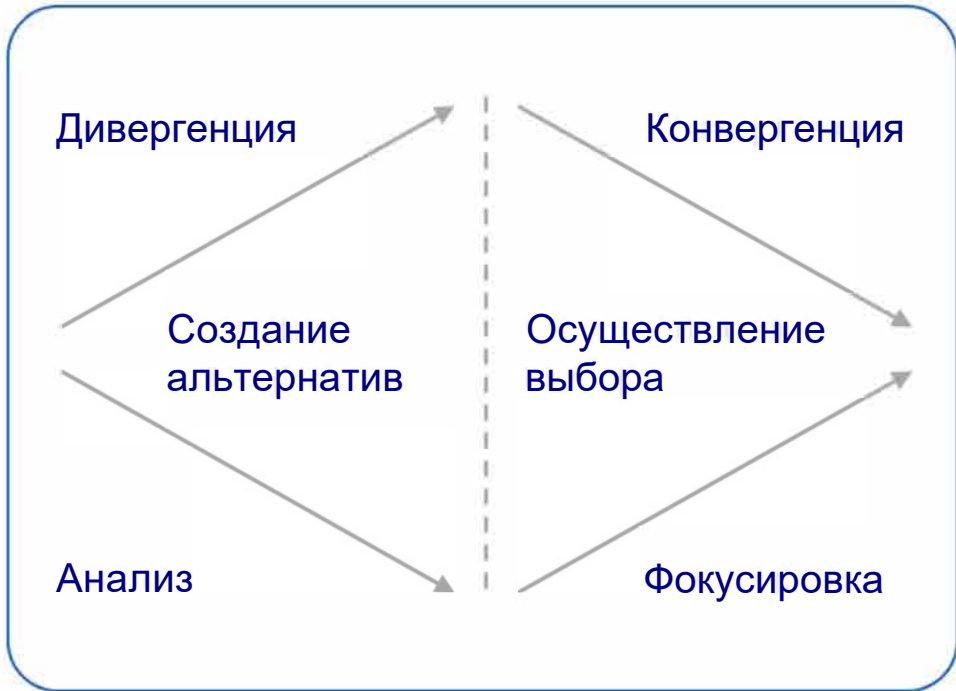 Дивергенция
Конвергенция
Создание
альтернатив
Осуществление
выбора
Анализ
Фокусировка